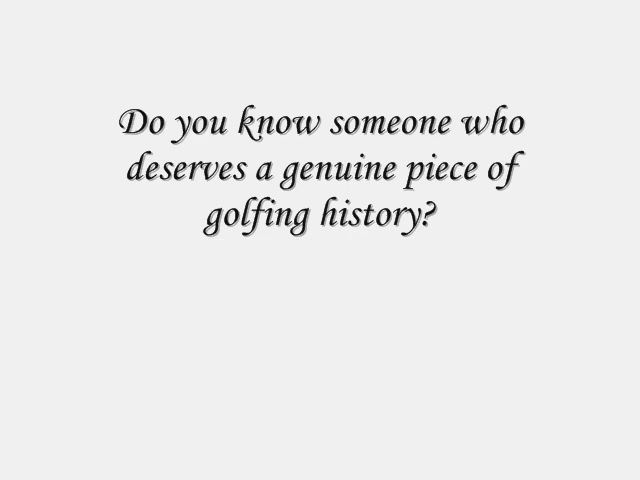 Do you know someone who
deserves a genuine piece of
golfing history?